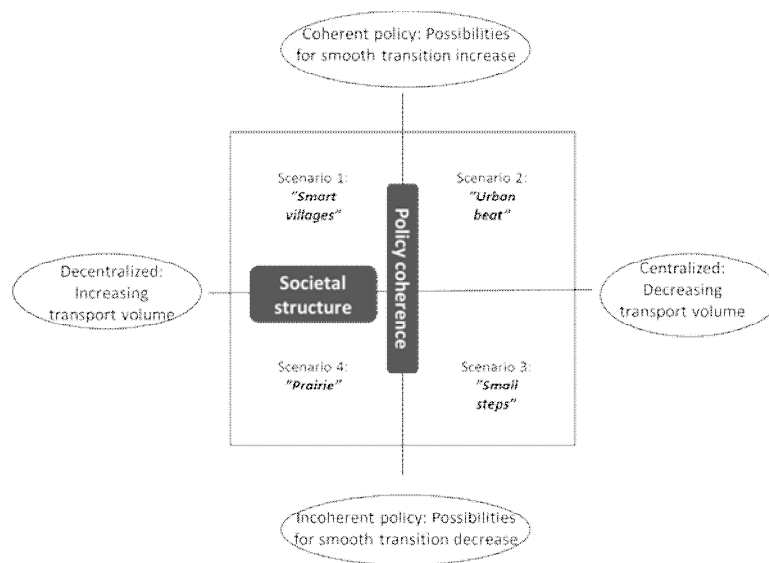 Coherent policy: Possibilities
for smooth transition increase
Scenario 1:
"Smart
villages"
Scenario 2:
"Urban
beat"
Policy coherence
Decentralized:
Increasing
transport volume
Societal
structure
Centralized:
Decreasing
transport volume
Scenario 4:
"Prairie"
Scenario 3:
"Small
steps"
Incoherent policy: Possibilities
for smooth transition decrease